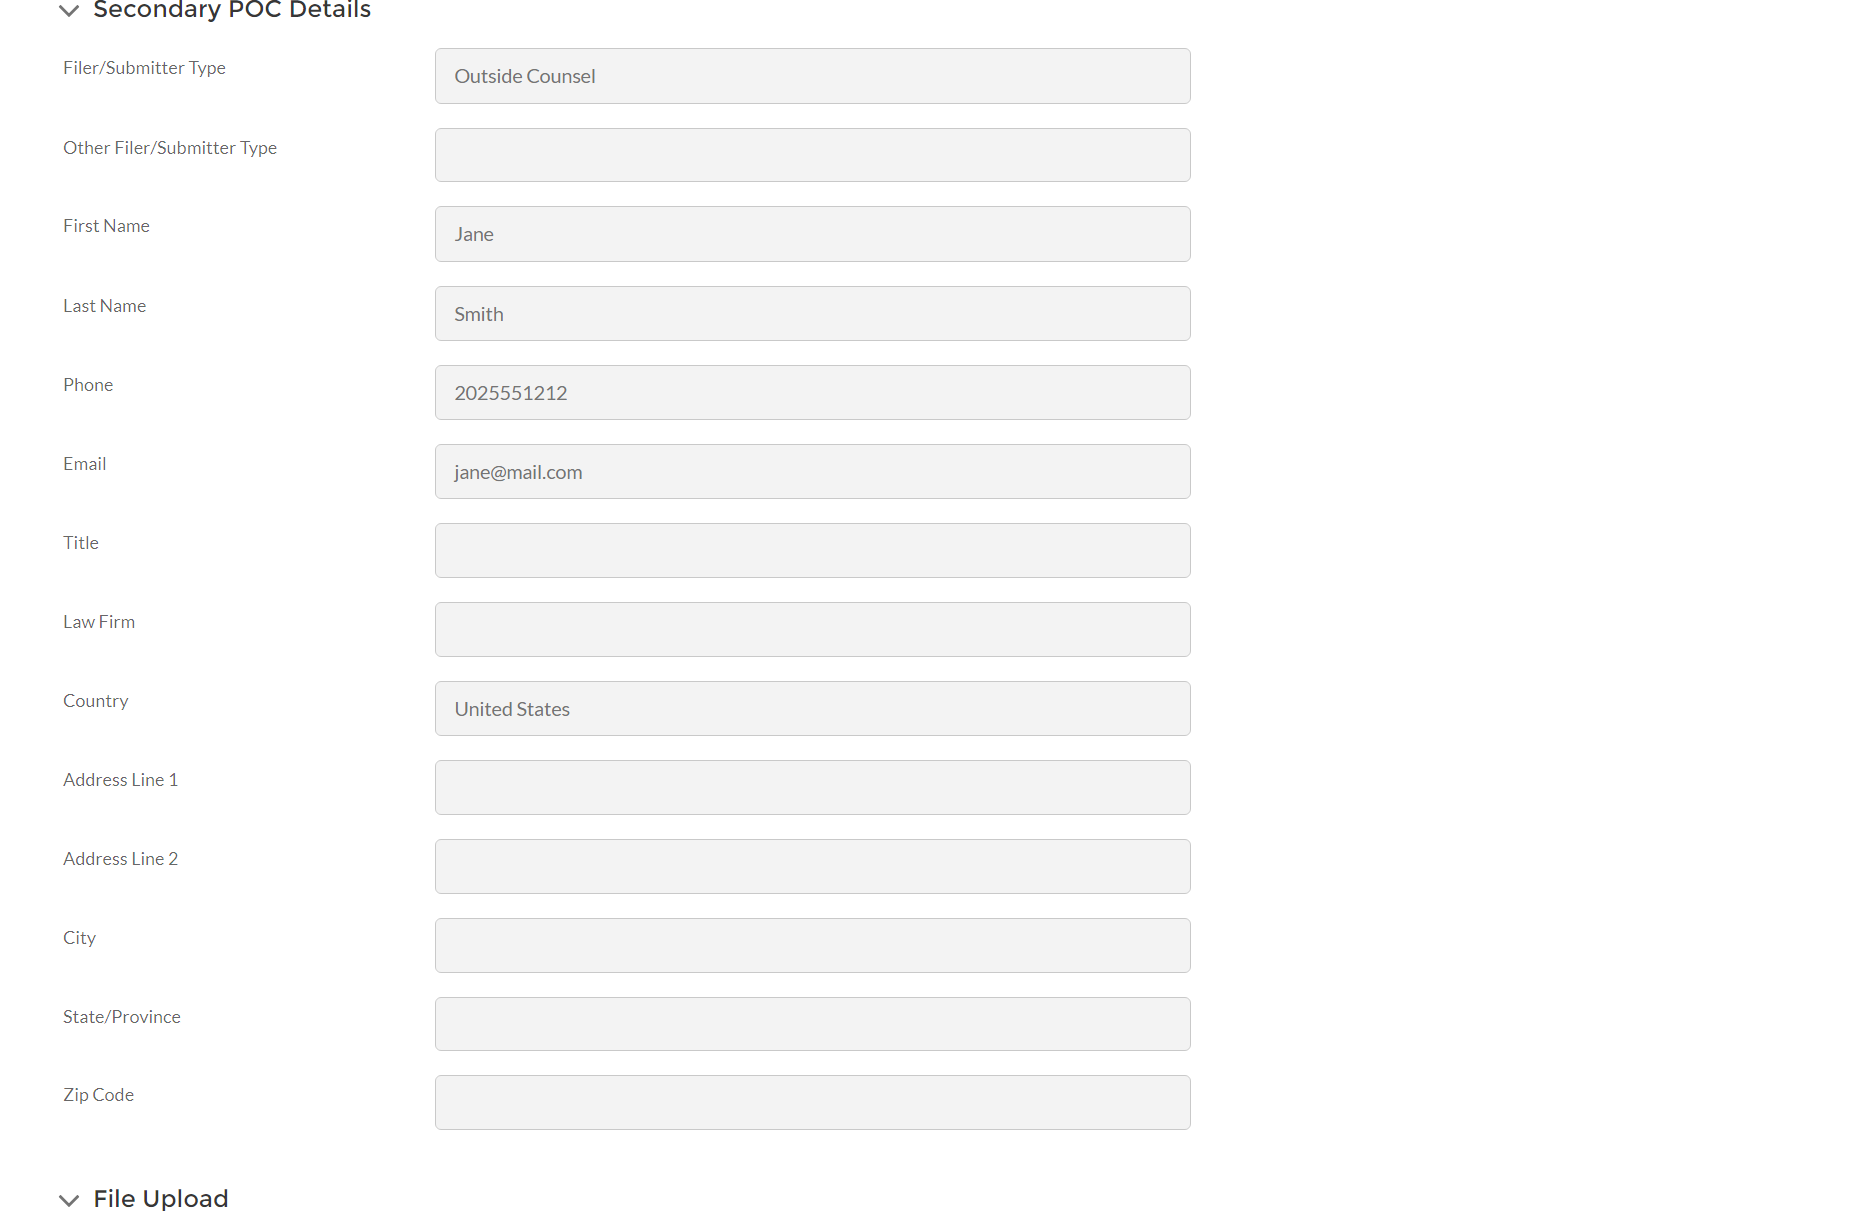 Secondary POC Details
Filer/Submitter Type
Outside Counsel
Other Filer/Submitter Type
First Name
Jane
Last Name
Smith
Phone
2025551212
Email
jane@mail.com
Title
Law Firm
Country
United States
Address Line 1
Address Line 2
City
State/Province
Zip Code
File Upload